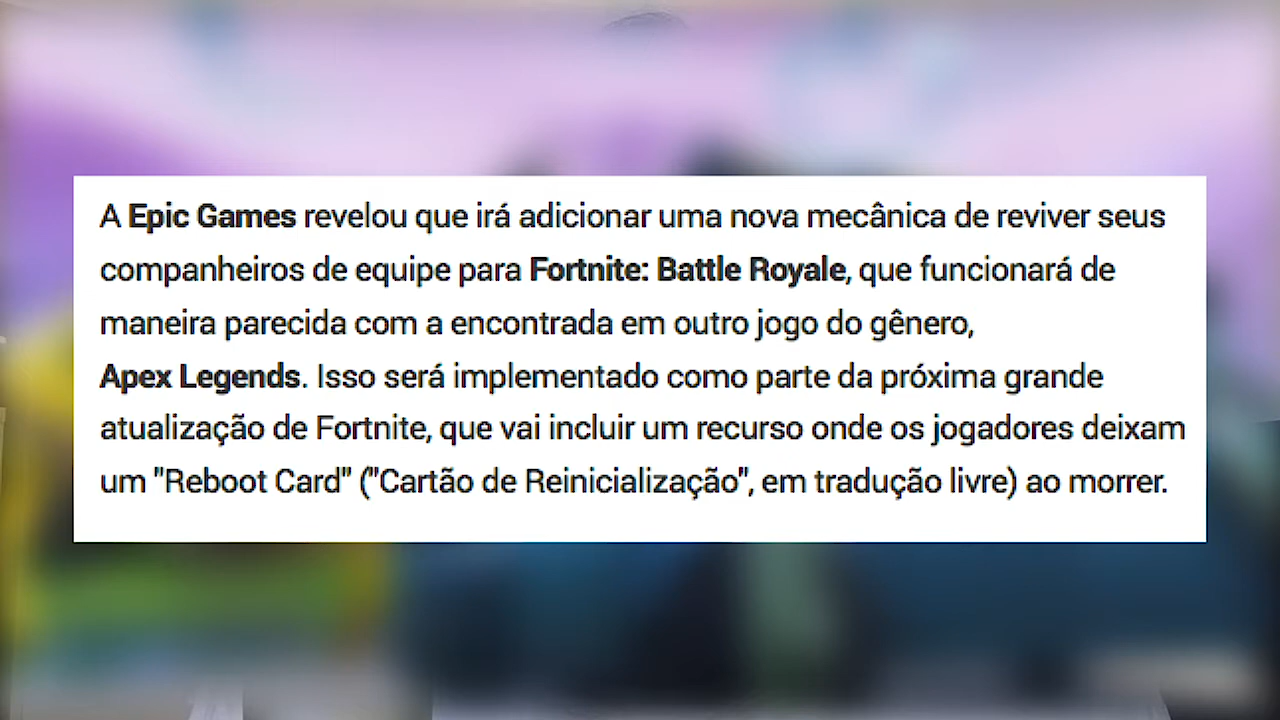 A Epic Games revelou que irá adicionar uma nova mecânica de reviver seus
companheiros de equipe para Fortnite: Battle Royale, que funcionará de
maneira parecida com a encontrada em outro jogo do gênero,
Apex Legends. Isso será implementado como parte da próxima grande
atualização de Fortnite, que vai incluir um recurso onde os jogadores deixam
um "Reboot Card" ("Cartão de Reinicialização", em tradução livre) ao morrer.